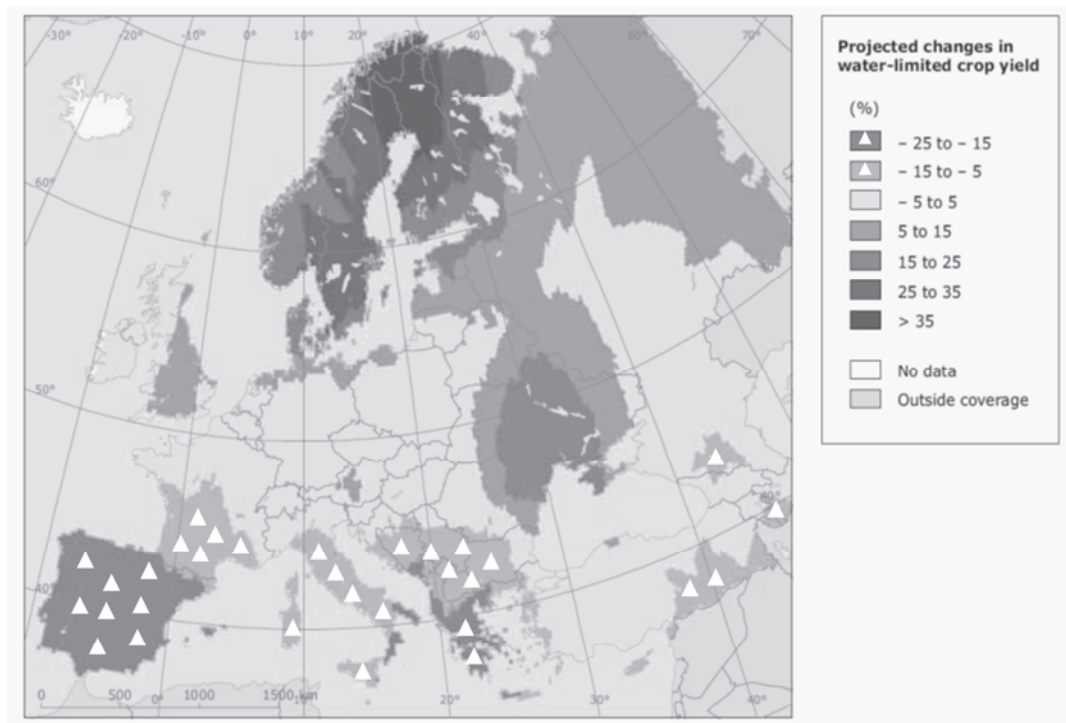 -30° -20° -10° 0° 10° 20° 30° 40° 50° 60° 70°
60°
50°
40°
40°
0 500 1000 1500 km
0° 10° 20° 30° 40°
Projected changes in
water-limited crop yield
(%)
– 25 to – 15
– 15 to – 5
– 5 to 5
5 to 15
15 to 25
25 to 35
> 35
No data
Outside coverage